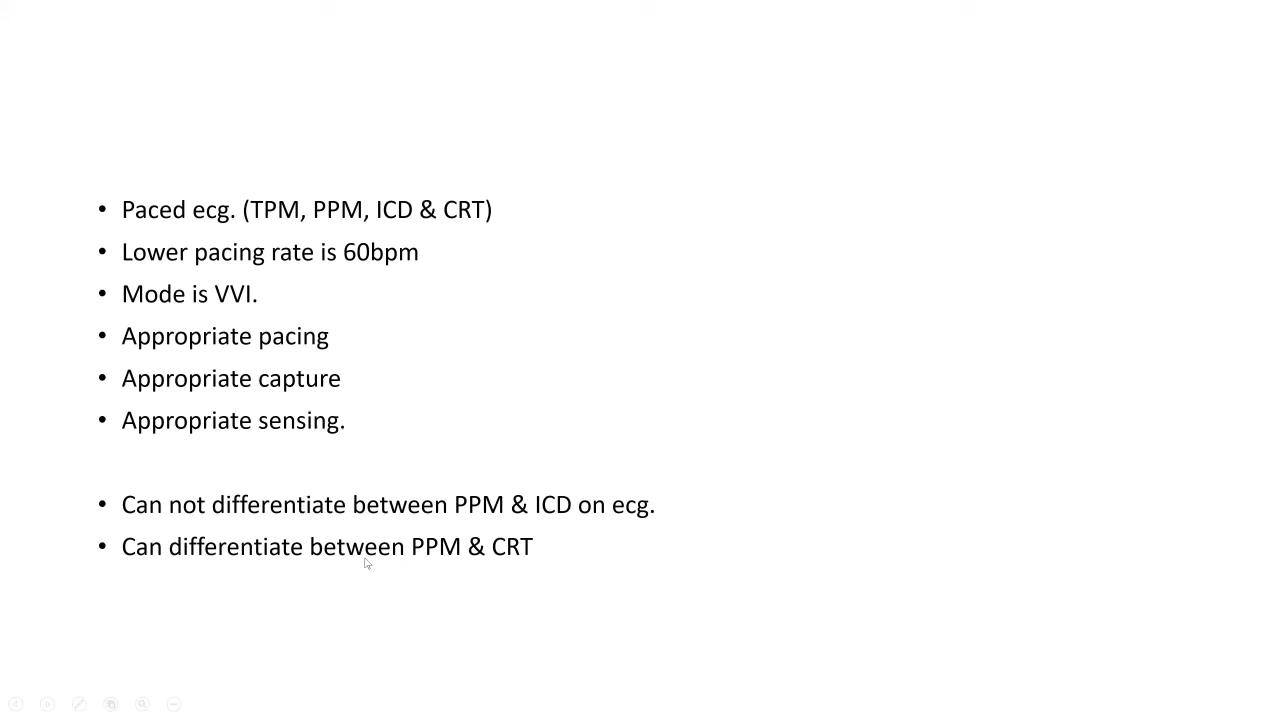 • Paced ecg. (TPM, PPM, ICD & CRT)
• Lower pacing rate is 60bpm
• Mode is VVI.
• Appropriate pacing
• Appropriate capture
• Appropriate sensing.
• Can not differentiate between PPM & ICD on ecg.
• Can differentiate between PPM & CRT